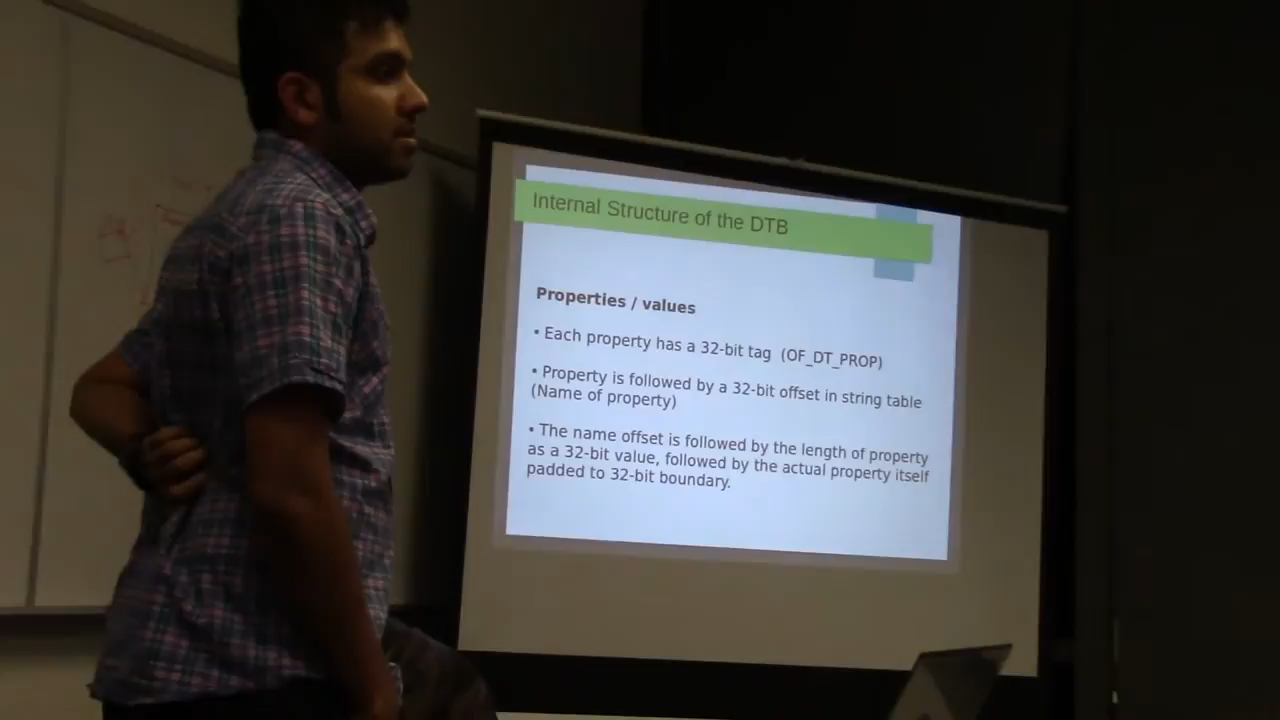 Internal Structure of the DTB
Properties / values
• Each property has a 32-bit tag (OF_DT_PROP)
• Property is followed by a 32-bit offset in string table
(Name of property)
• The name offset is followed by the length of property
as a 32-bit value, followed by the actual property itself
padded to 32-bit boundary.